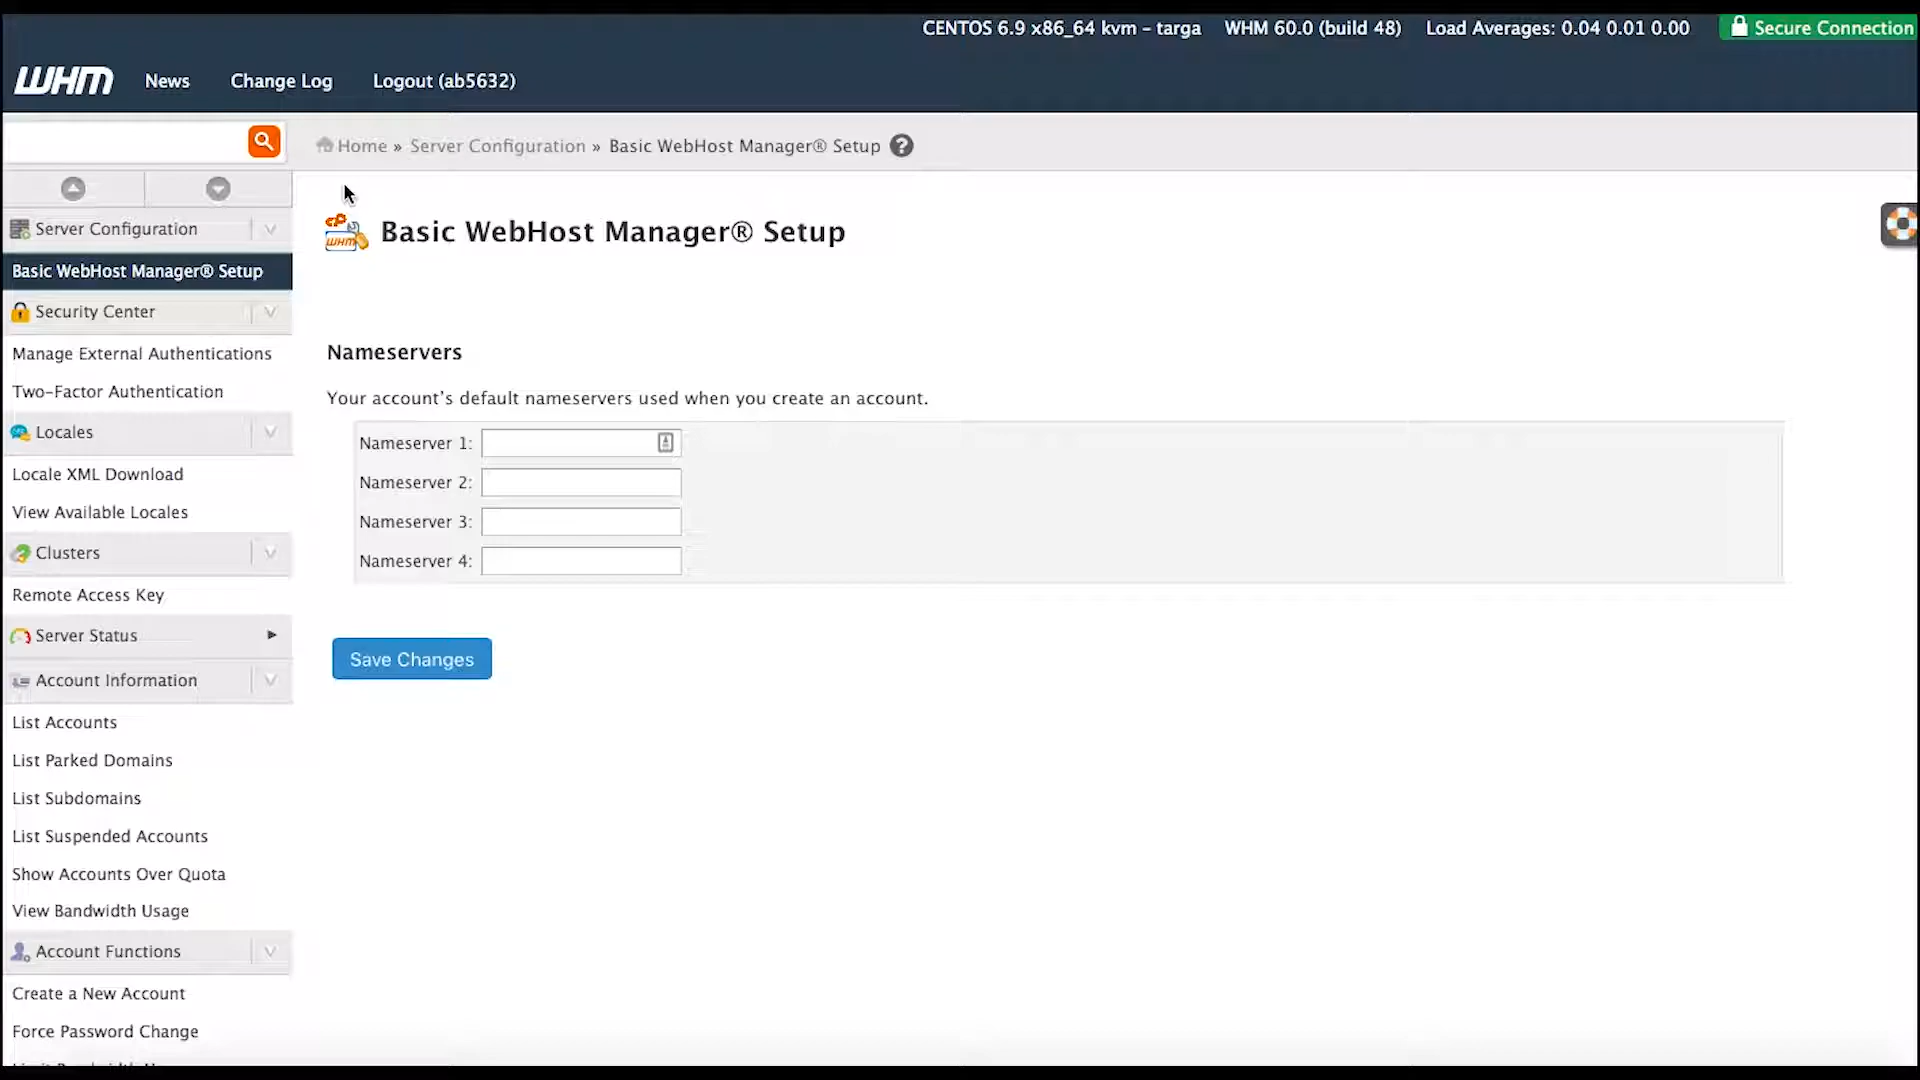 CENTOS 6.9 x86_64 kvm – targa WHM 60.0 (build 48) Load Averages: 0.04 0.01 0.00 Secure Connection
WHM News Change Log Logout (ab5632)
Home » Server Configuration » Basic WebHost Manager® Setup ?
Server Configuration
Basic WebHost Manager® Setup
Security Center
Manage External Authentications
Two-Factor Authentication
Locales
Locale XML Download
View Available Locales
Clusters
Remote Access Key
Server Status
Account Information
List Accounts
List Parked Domains
List Subdomains
List Suspended Accounts
Show Accounts Over Quota
View Bandwidth Usage
Account Functions
Create a New Account
Force Password Change
WHM Basic WebHost Manager® Setup
Nameservers
Your account's default nameservers used when you create an account.
Nameserver 1:
Nameserver 2:
Nameserver 3:
Nameserver 4:
Save Changes